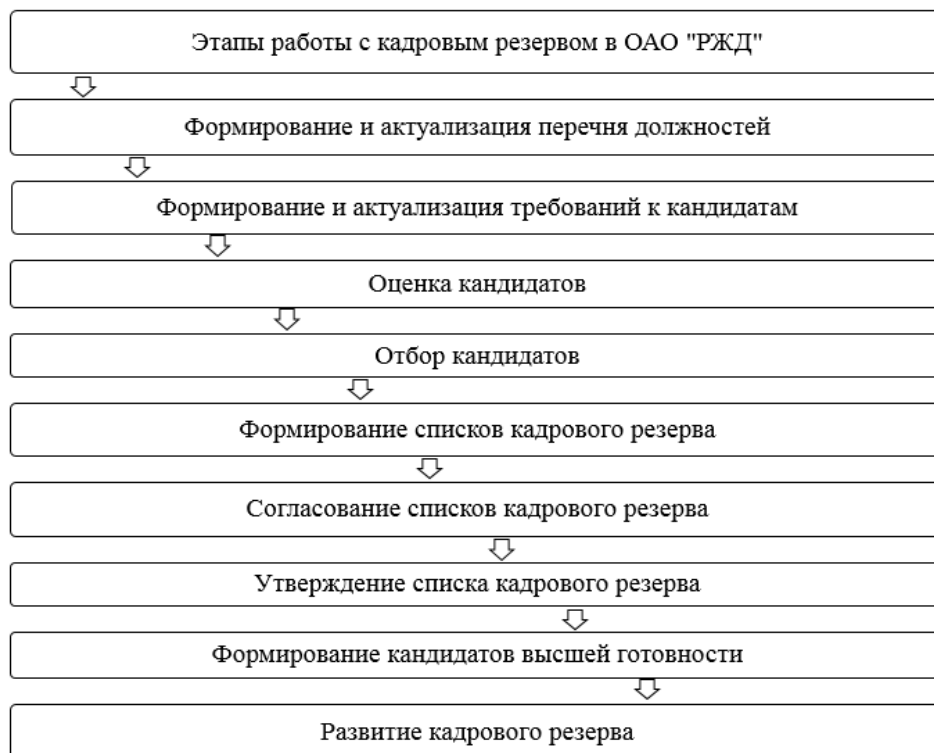 Этапы работы с кадровым резервом в ОАО "РЖД"
Формирование и актуализация перечня должностей
Формирование и актуализация требований к кандидатам
Оценка кандидатов
Отбор кандидатов
Формирование списков кадрового резерва
Согласование списков кадрового резерва
Утверждение списка кадрового резерва
Формирование кандидатов высшей готовности
Развитие кадрового резерва